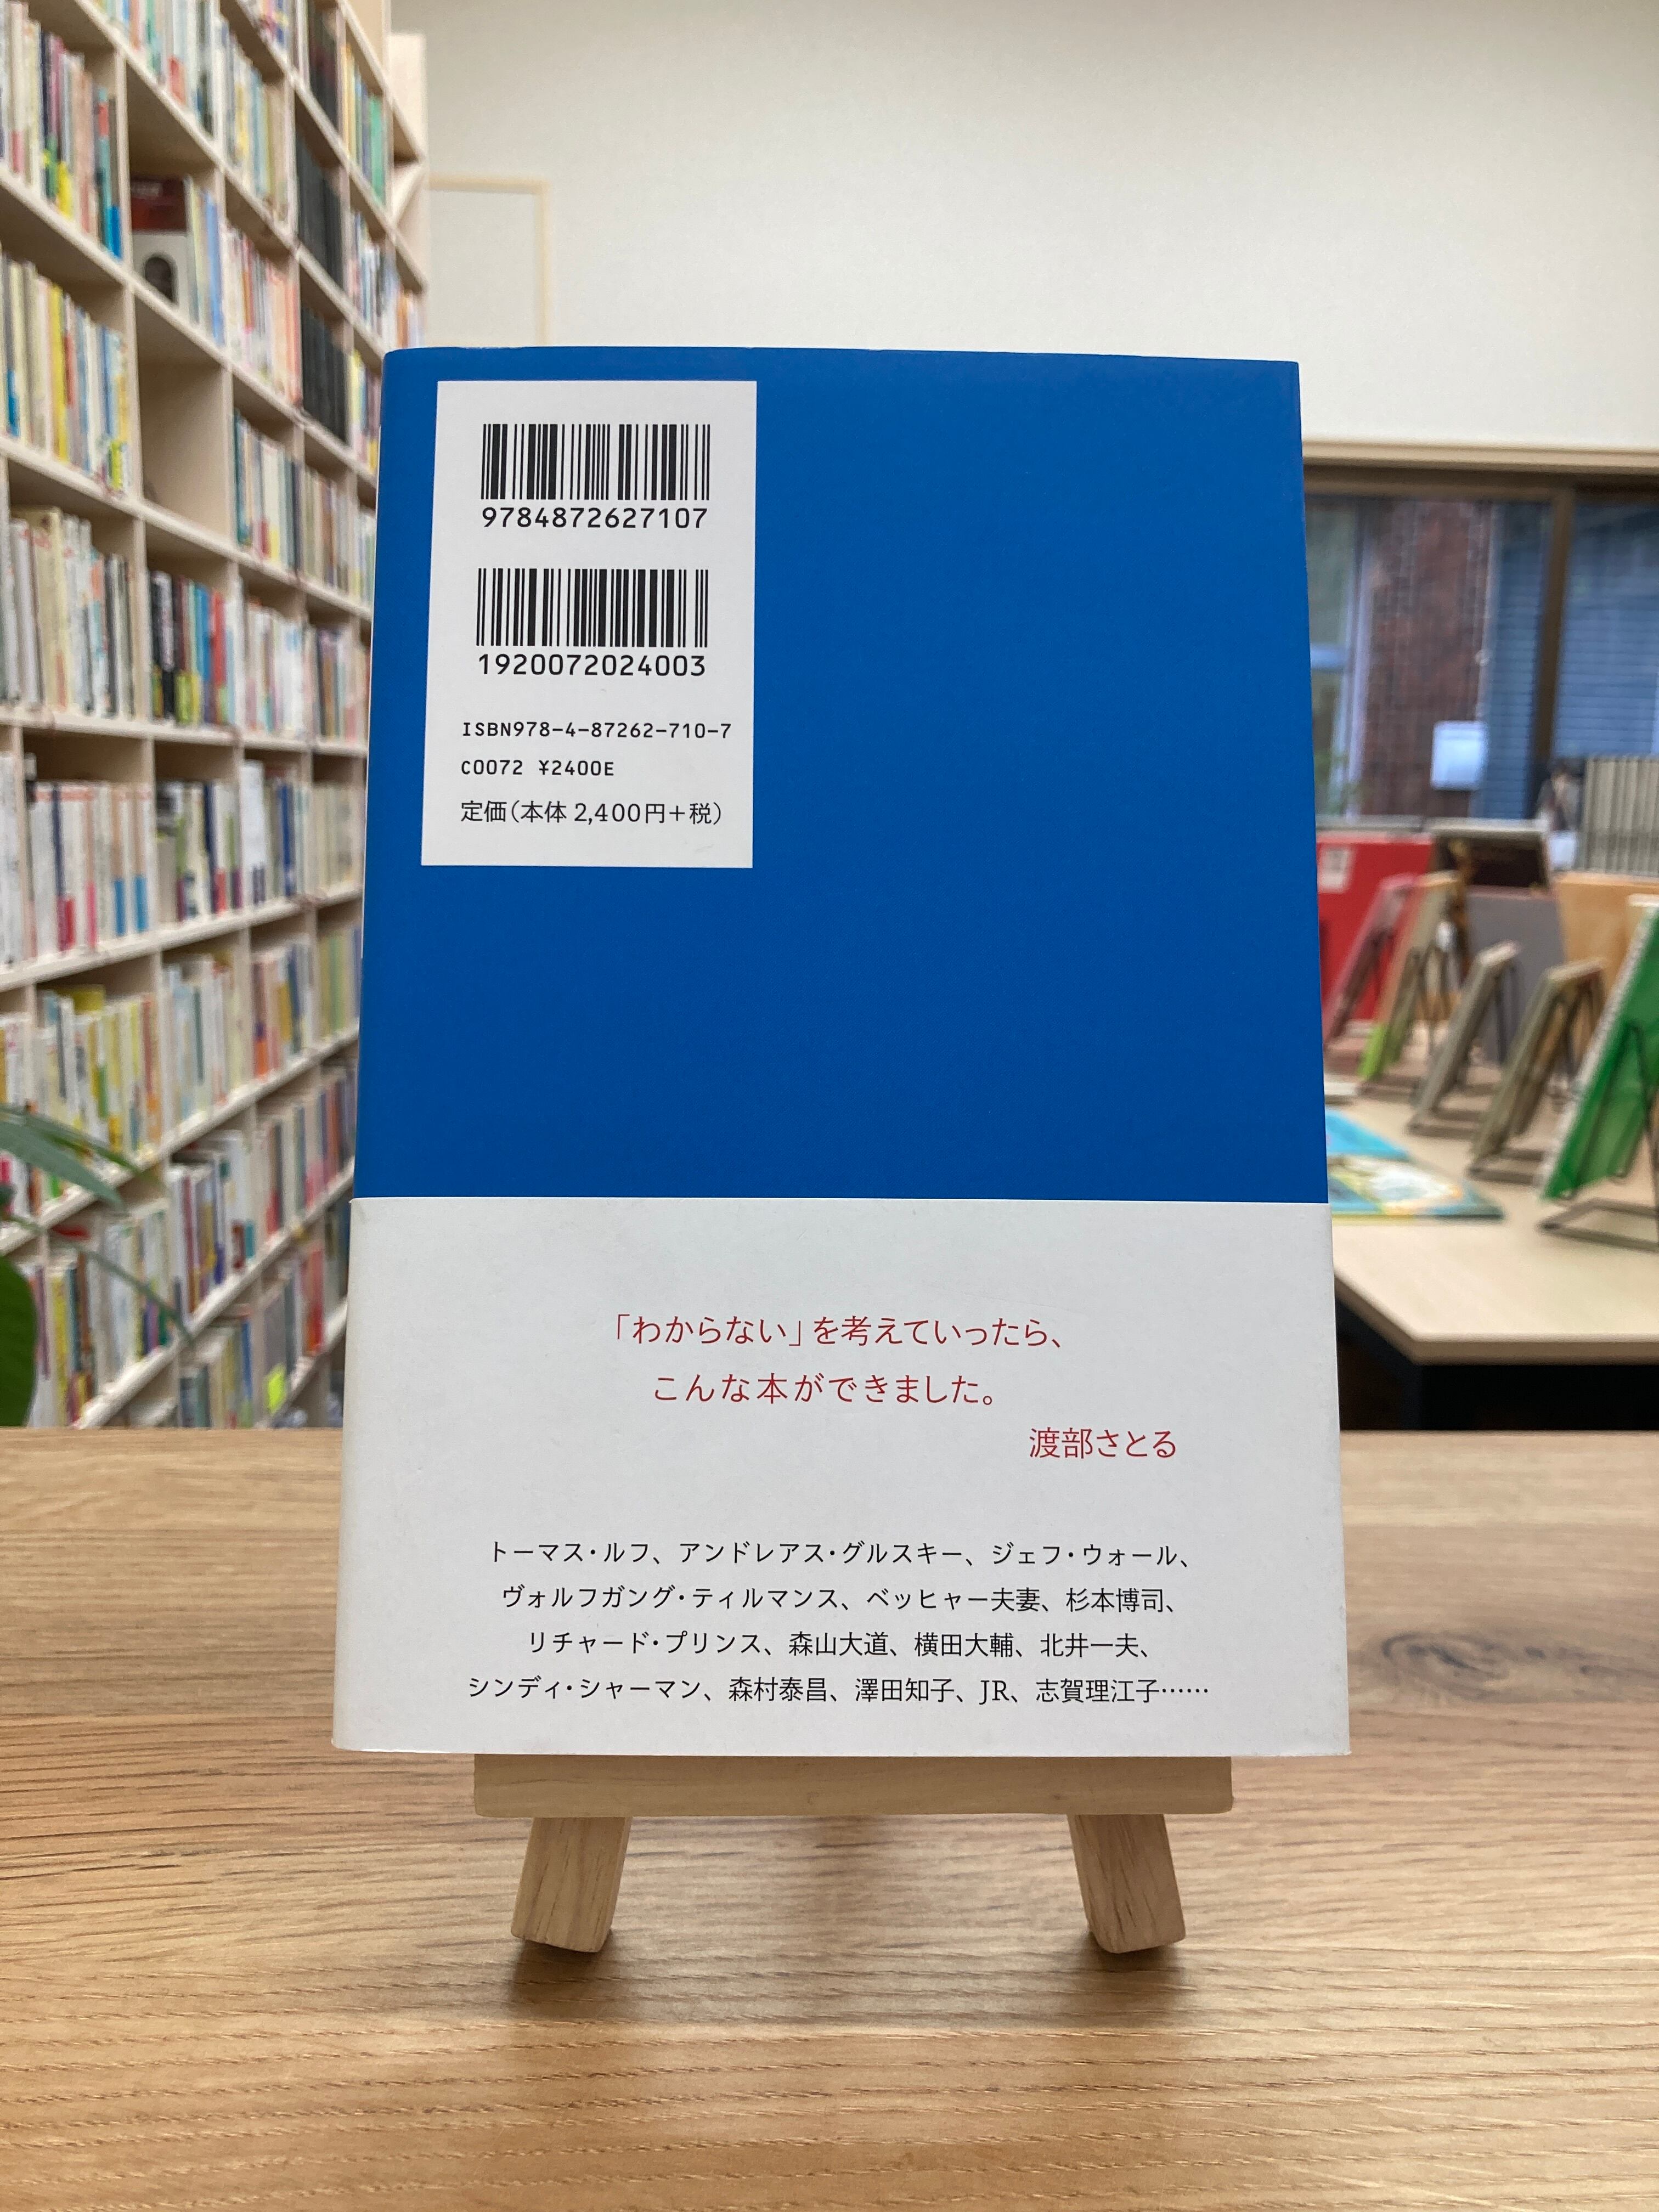 9784872627107
1920072024003
ISBN978-4-87262-710-7
C0072 ¥2400E
定価(本体 2,400円+税)
「わからない」を考えていったら、
こんな本ができました。
渡部さとる
トーマス・ルフ、アンドレアス・グルスキー、ジェフ・ウォール、
ヴォルフガング・ティルマンス、ベッヒャー夫妻、杉本博司、
リチャード・プリンス、森山大道、横田大輔、北井一夫、
シンディ・シャーマン、森村泰昌、澤田知子、JR、志賀理江子……